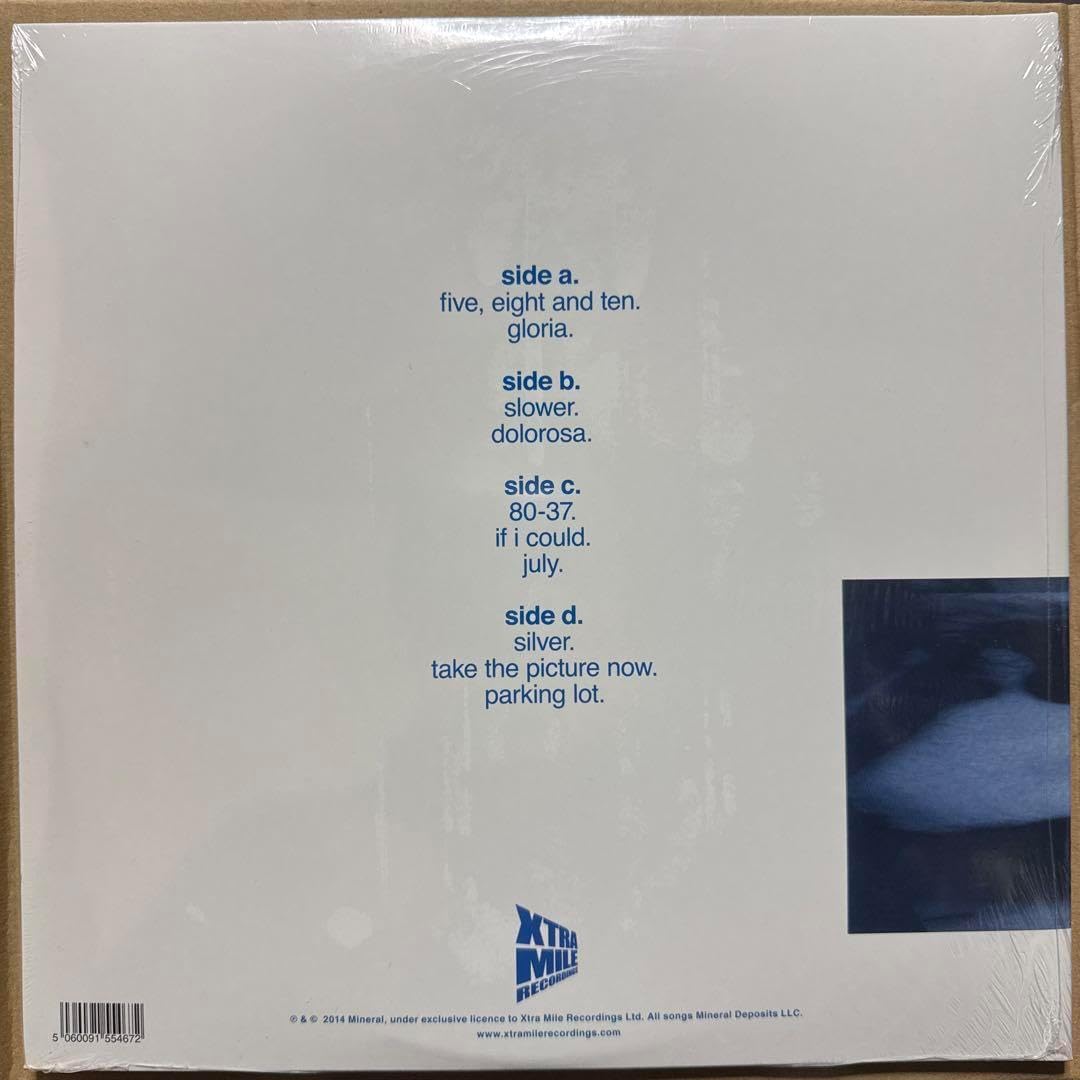 side a.
five, eight and ten.
gloria.
side b.
slower.
dolorosa.
side c.
80-37.
if i could.
july.
side d.
silver.
take the picture now.
parking lot.
XTRA
MILE
RECORDINGS
℗ & © 2014 Mineral, under exclusive licence to Xtra Mile Recordings Ltd. All songs Mineral Deposits LLC.
www.xtramilerecordings.com
5 060091 554672